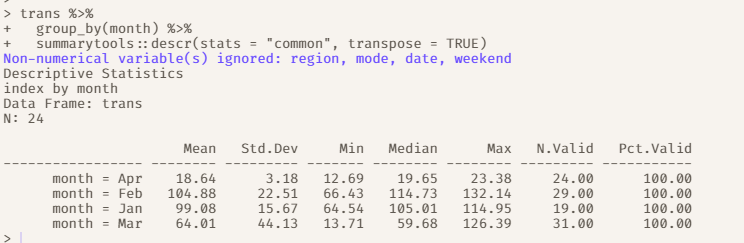 > trans %>%
+   group_by(month) %>%
+   summarytools::descr(stats = "common", transpose = TRUE)
Non-numerical variable(s) ignored: region, mode, date, weekend
Descriptive Statistics
index by month
Data Frame: trans
N: 24

                      Mean   Std.Dev     Min   Median      Max   N.Valid   Pct.Valid
----------------- -------- --------- ------- -------- -------- --------- -----------
      month = Apr    18.64      3.18   12.69    19.65    23.38     24.00      100.00
      month = Feb   104.88     22.51   66.43   114.73   132.14     29.00      100.00
      month = Jan    99.08     15.67   64.54   105.01   114.95     19.00      100.00
      month = Mar    64.01     44.13   13.71    59.68   126.39     31.00      100.00
>